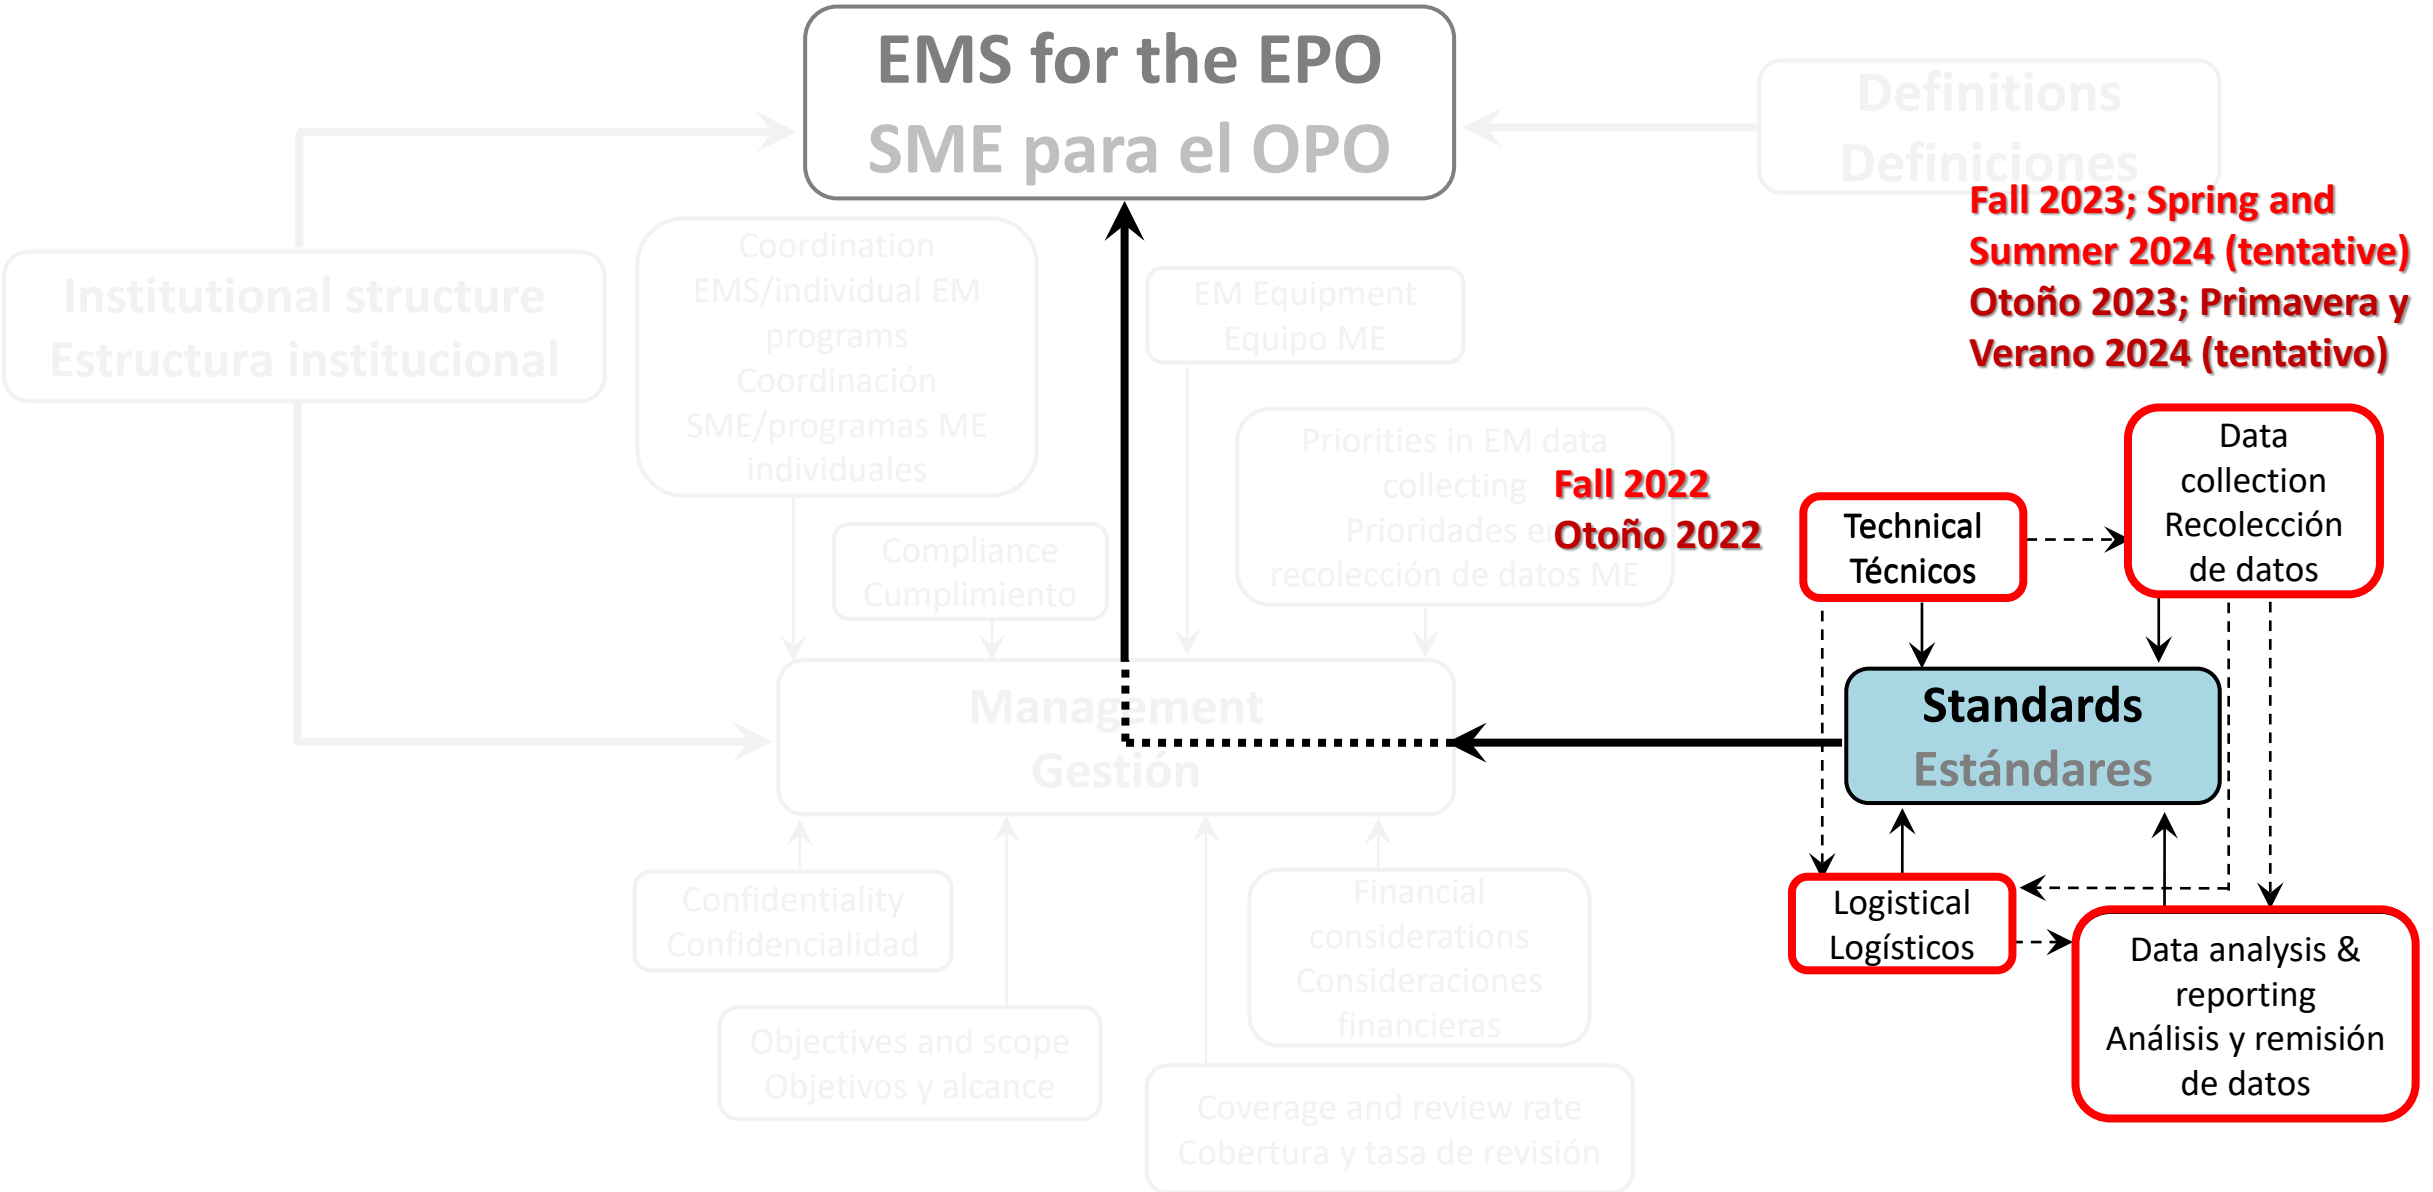 EMS for the EPO
SME para el OPO
Definitions
Definiciones
Fall 2023; Spring and
Summer 2024 (tentative)
Otoño 2023; Primavera y
Verano 2024 (tentativo)
Institutional structure
Estructura institucional
Coordination
EMS/individual EM
programs
Coordinación
SME/programas ME
individuales
EM Equipment
Equipo ME
Priorities in EM data
collecting
Prioridades en
recolección de datos ME
Fall 2022
Otoño 2022
Compliance
Cumplimiento
Technical
Técnicos
Data
collection
Recolección
de datos
Management
Gestión
Standards
Estándares
Confidentiality
Confidencialidad
Financial
considerations
Consideraciones
financieras
Logistical
Logísticos
Data analysis &
reporting
Análisis y remisión
de datos
Objectives and scope
Objetivos y alcance
Coverage and review rate
Cobertura y tasa de revisión